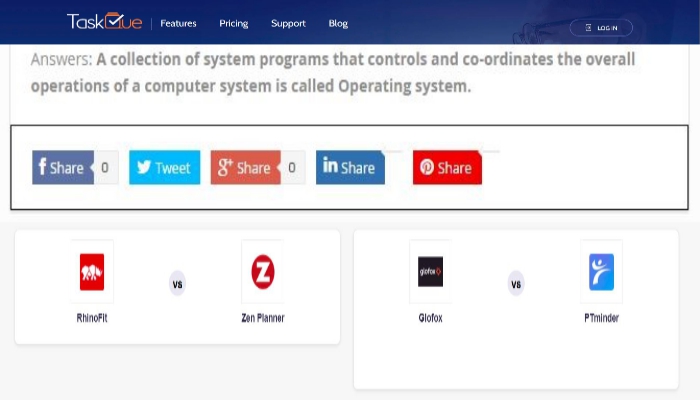 TaskQue Features Pricing Support Blog LOG IN
Answers: A collection of system programs that controls and co-ordinates the overall
operations of a computer system is called Operating system.
f Share 0 Tweet g+ Share 0 in Share Share
Z glofox
vs vs
RhinoFit Zen Planner Glofox PTminder